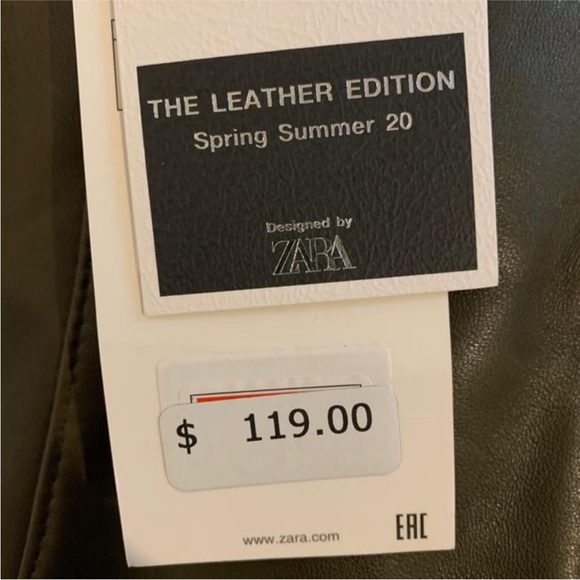 THE LEATHER EDITION
Spring Summer 20
Designed by
ZARA
$ 119.00
www.zara.com
EAC